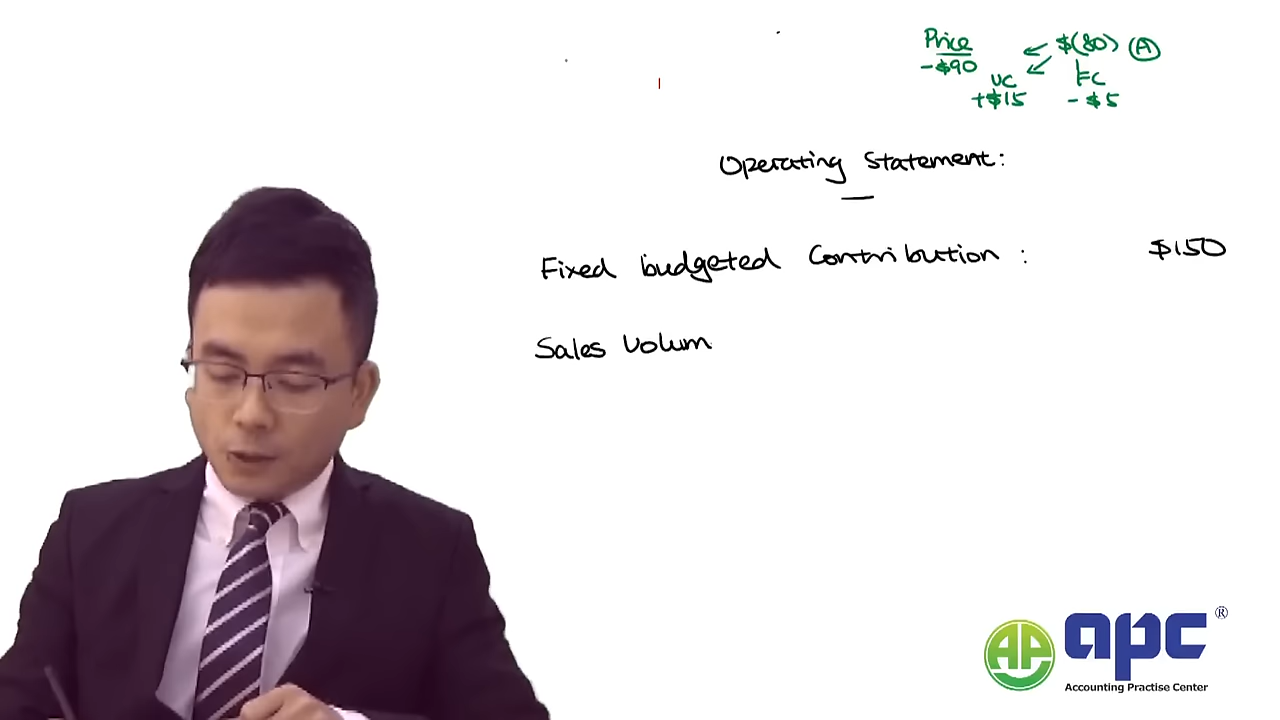 Price $(80) (A)
-$90
VC FC
+$15 -$5
Operating Statement:
Fixed budgeted Contribution: $150
Sales Volum
AP apc®
Accounting Practise Center